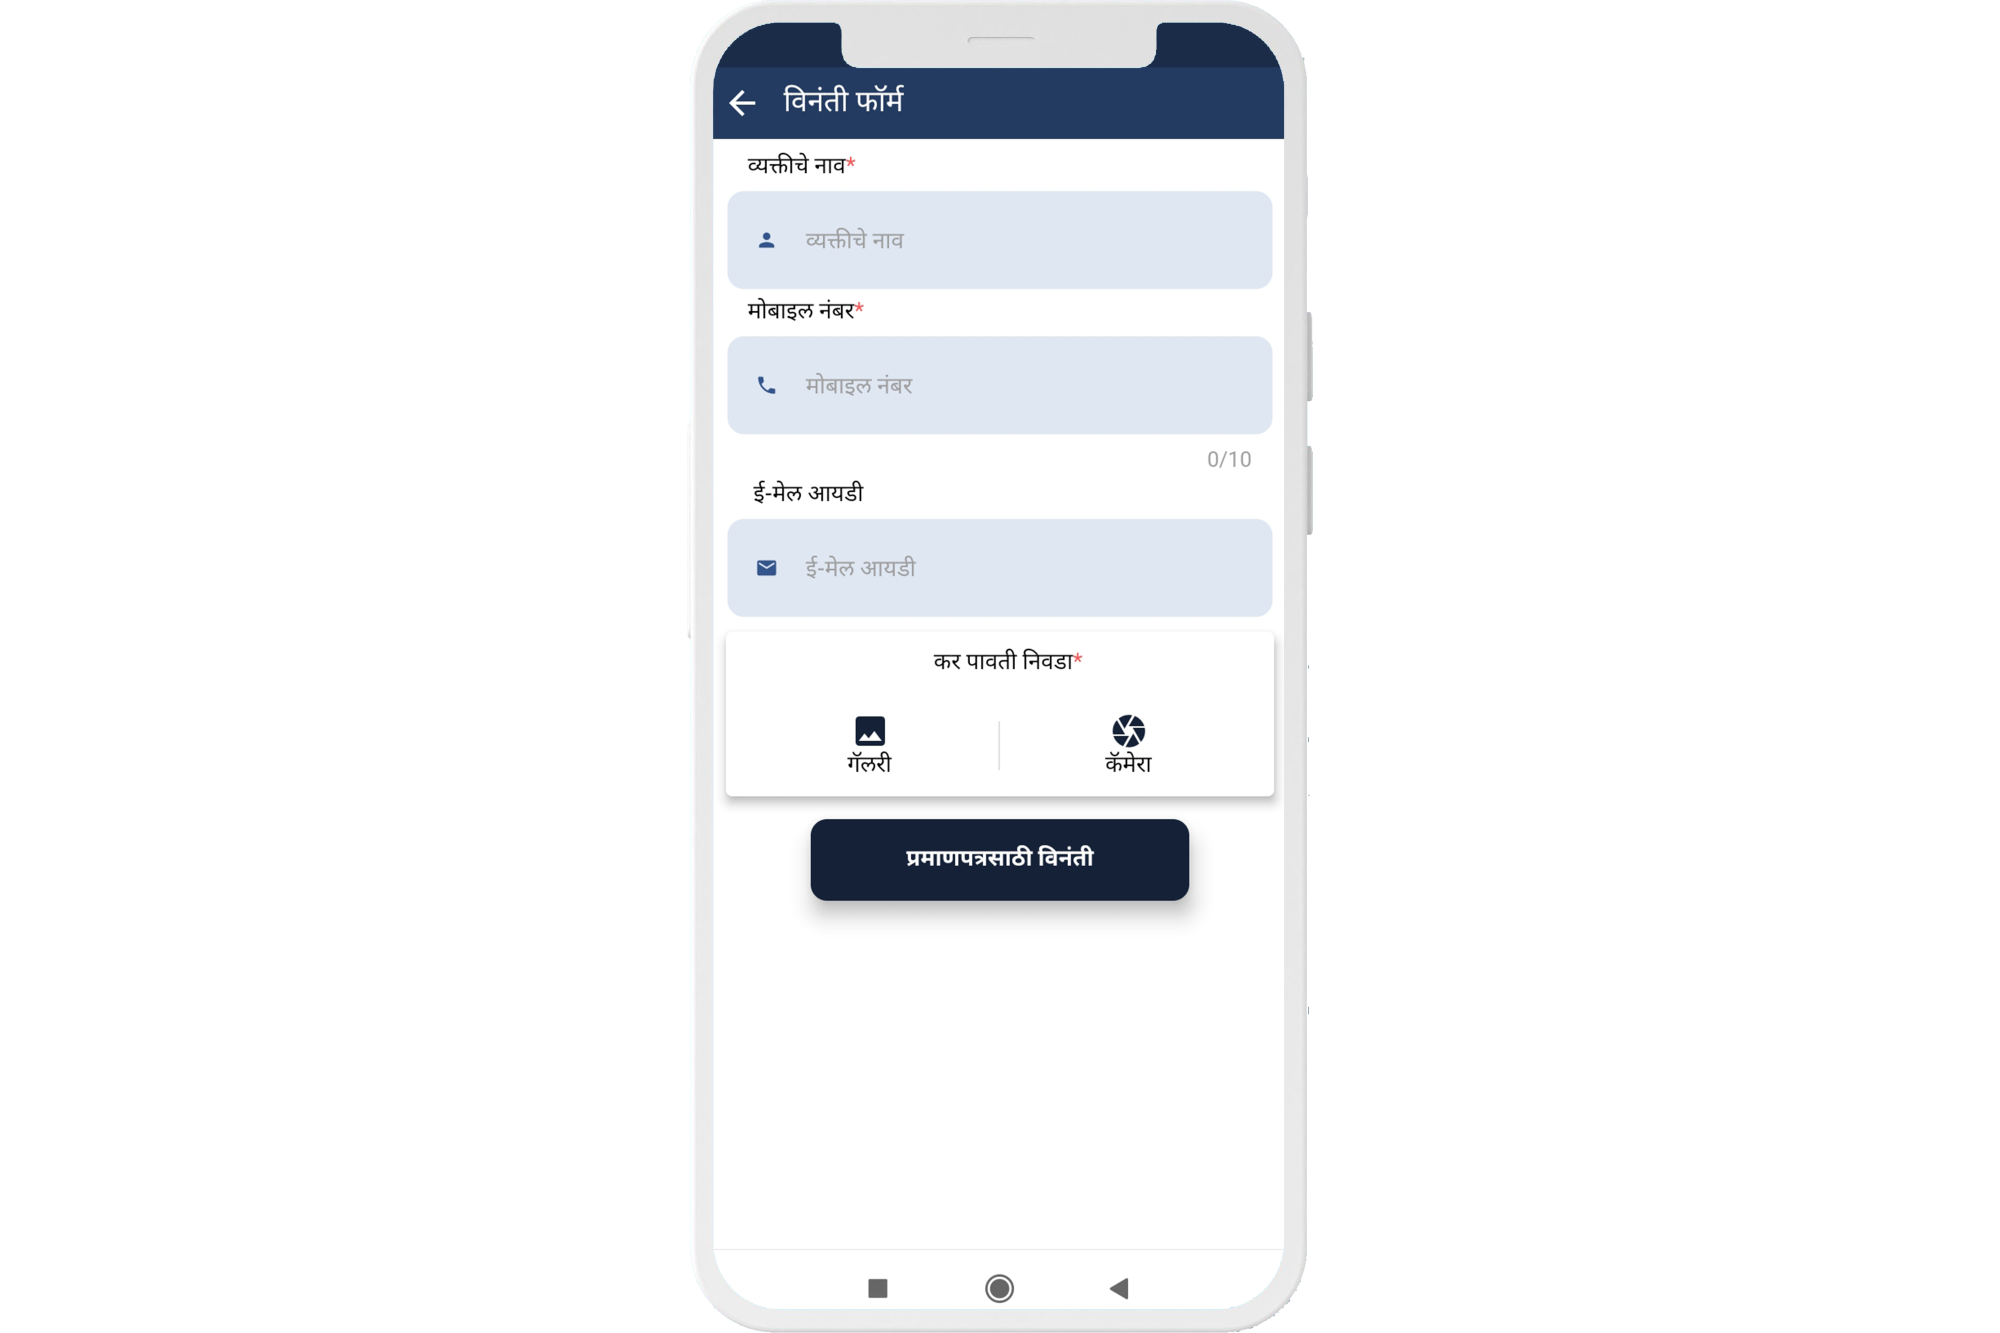 विनंती फॉर्म
व्यक्तीचे नाव*
व्यक्तीचे नाव
मोबाइल नंबर*
मोबाइल नंबर
0/10
ई-मेल आयडी
ई-मेल आयडी
कर पावती निवडा*
गॅलरी
कॅमेरा
प्रमाणपत्रसाठी विनंती